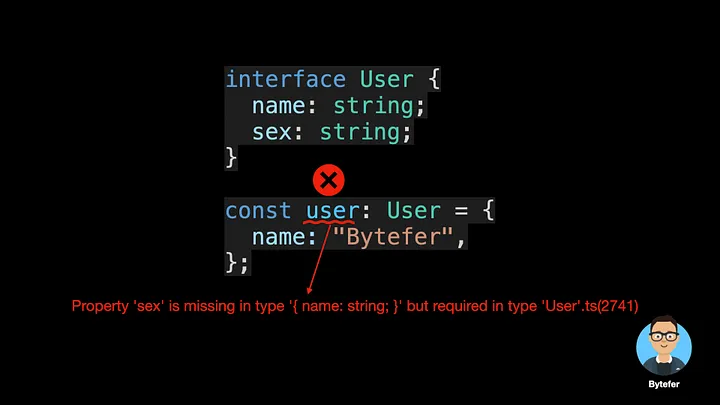 interface User {
name: string;
sex: string;
}
const user: User = {
name: "Bytefer",
};
Property 'sex' is missing in type '{ name: string; }' but required in type 'User'.ts(2741)
Bytefer